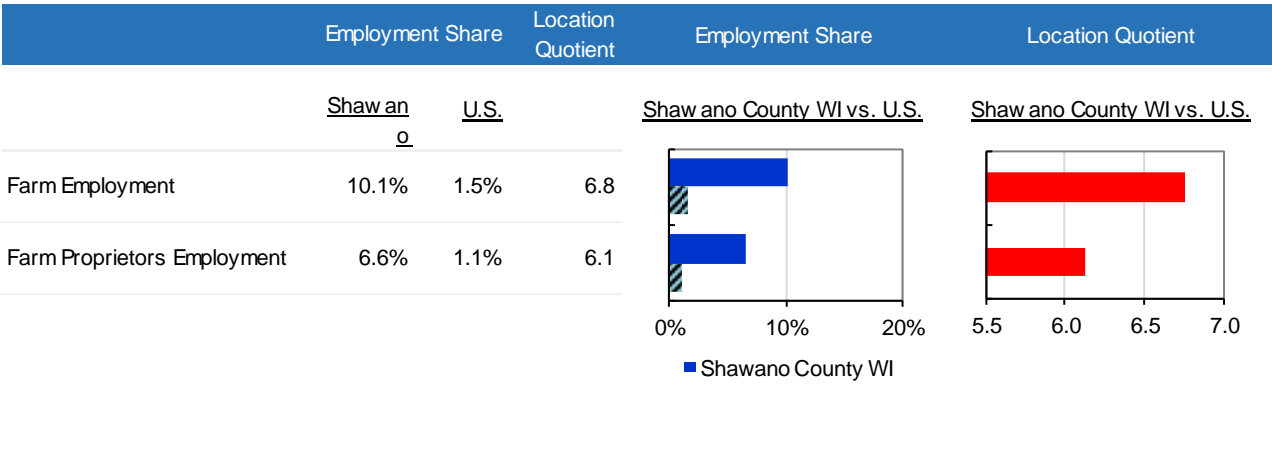 Employment Share
Location
Quotient
Employment Share
Location Quotient
Shaw an
o
U.S.
Shaw ano County WI vs. U.S.
Shaw ano County WI vs. U.S.
Farm Employment 10.1% 1.5% 6.8
Farm Proprietors Employment 6.6% 1.1% 6.1
0% 10% 20%
5.5 6.0 6.5 7.0
Shawano County WI